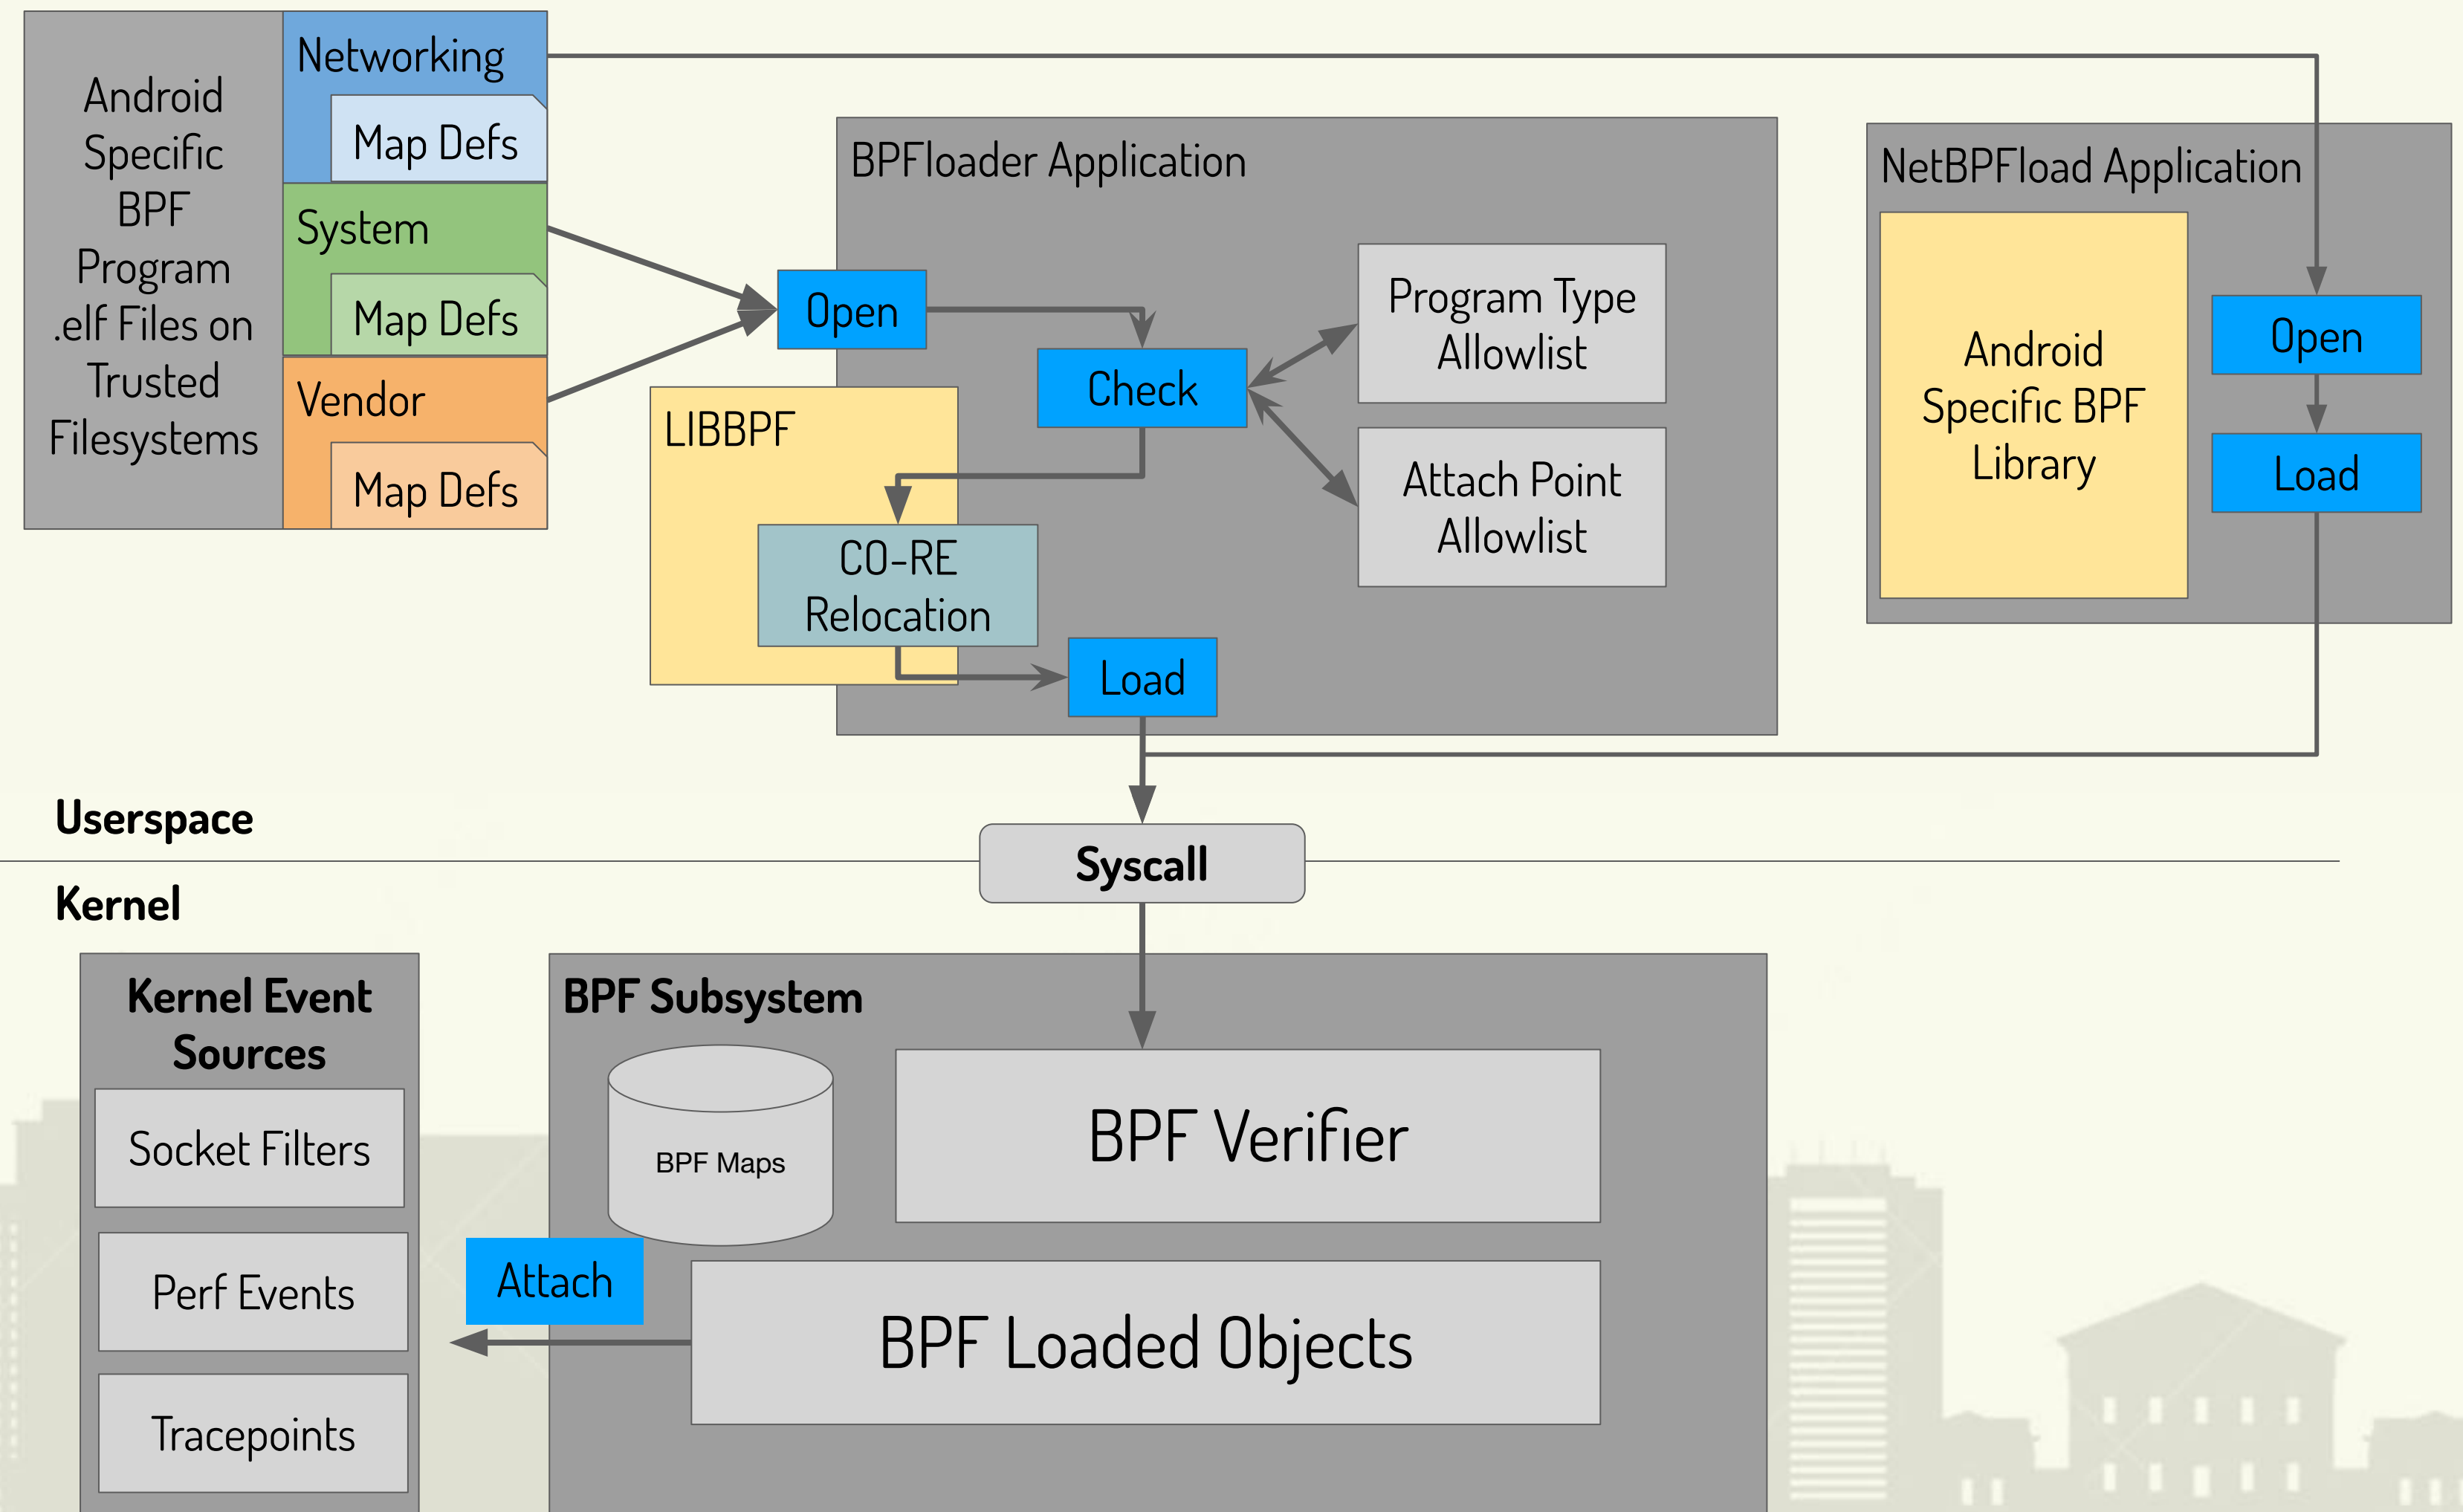 Android
Specific
BPF
Program
.elf Files on
Trusted
Filesystems
Networking
Map Defs
System
Map Defs
Vendor
Map Defs
BPFloader Application
Open
Check
Program Type
Allowlist
Attach Point
Allowlist
LIBBPF
CO-RE
Relocation
Load
NetBPFload Application
Android
Specific BPF
Library
Open
Load
Userspace
Syscall
Kernel
Kernel Event
Sources
Socket Filters
Perf Events
Tracepoints
BPF Subsystem
BPF Maps
BPF Verifier
Attach
BPF Loaded Objects